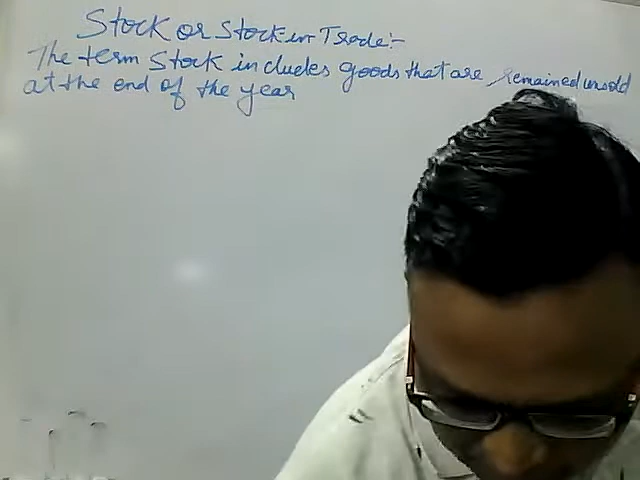 Stock or Stock in Trade:-
The term Stock includes goods that are remained unsold
at the end of the year